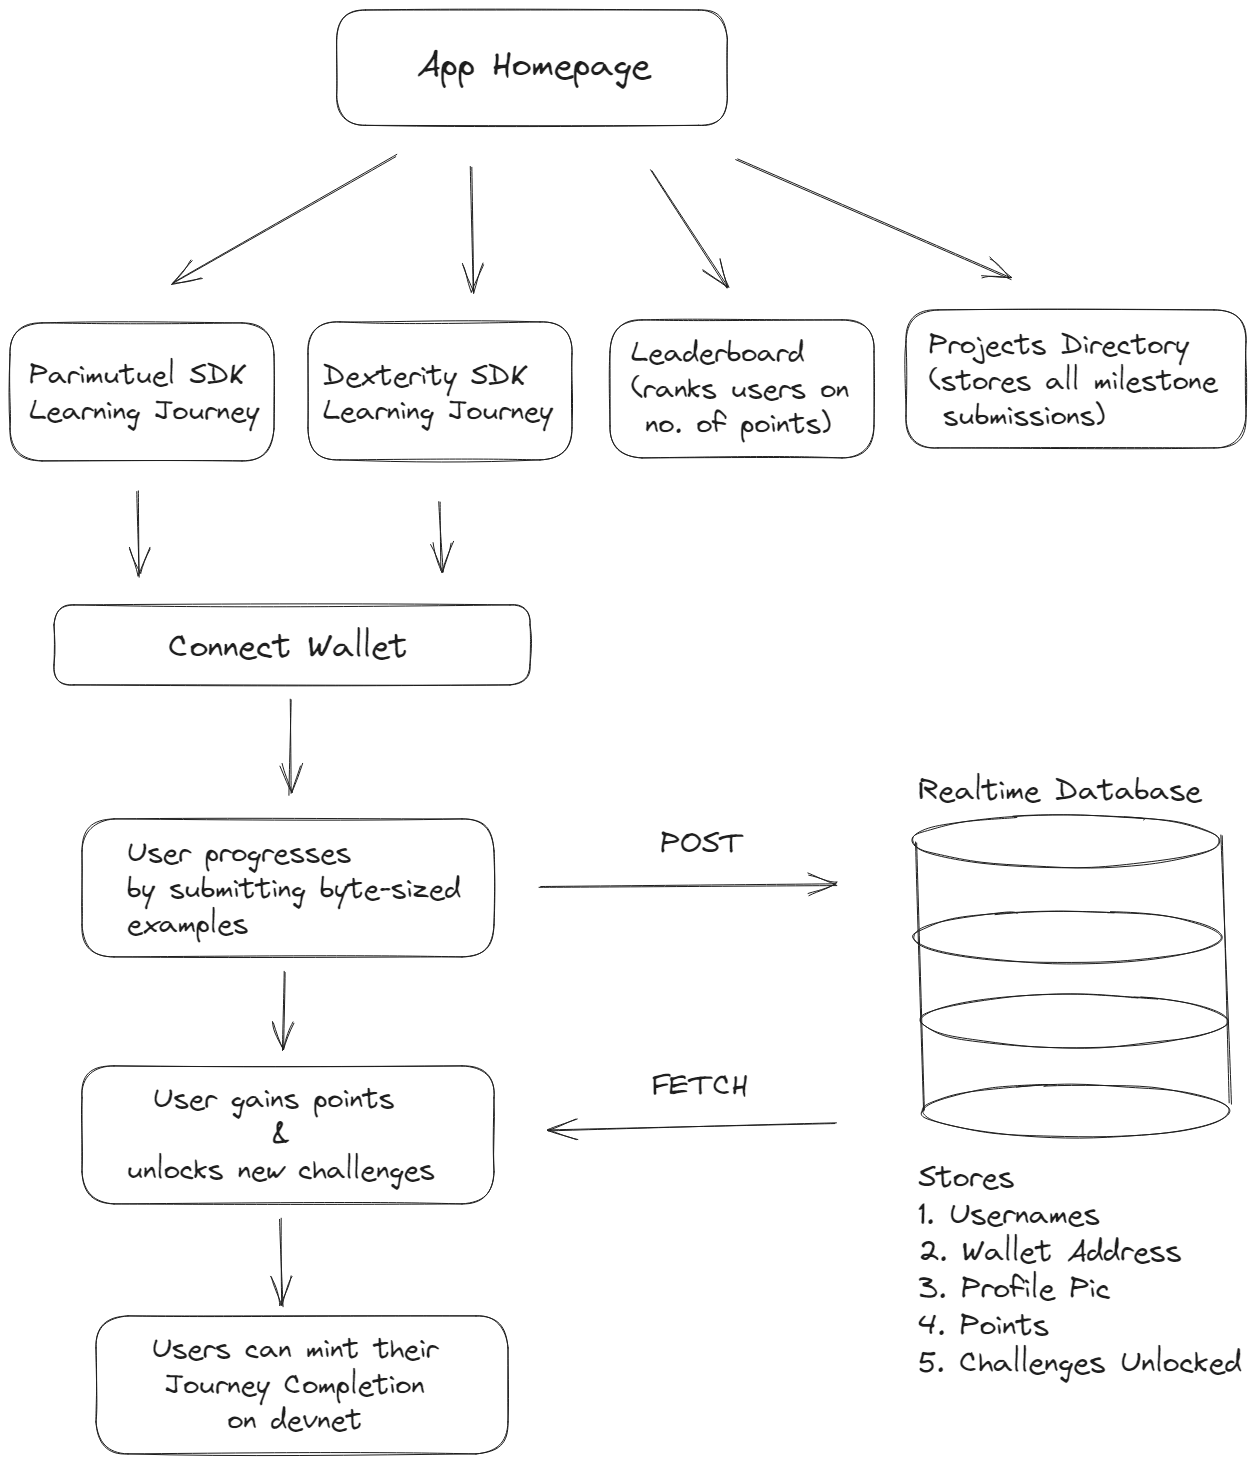 App Homepage
Parimutuel SDK
Learning Journey
Dexterity SDK
Learning Journey
Leaderboard
(ranks users on
no. of points)
Projects Directory
(stores all milestone
submissions)
Connect Wallet
User progresses
by submitting byte-sized
examples
POST
Realtime Database
User gains points
&
unlocks new challenges
FETCH
Stores
1. Usernames
2. Wallet Address
3. Profile Pic
4. Points
5. Challenges Unlocked
Users can mint their
Journey Completion
on devnet